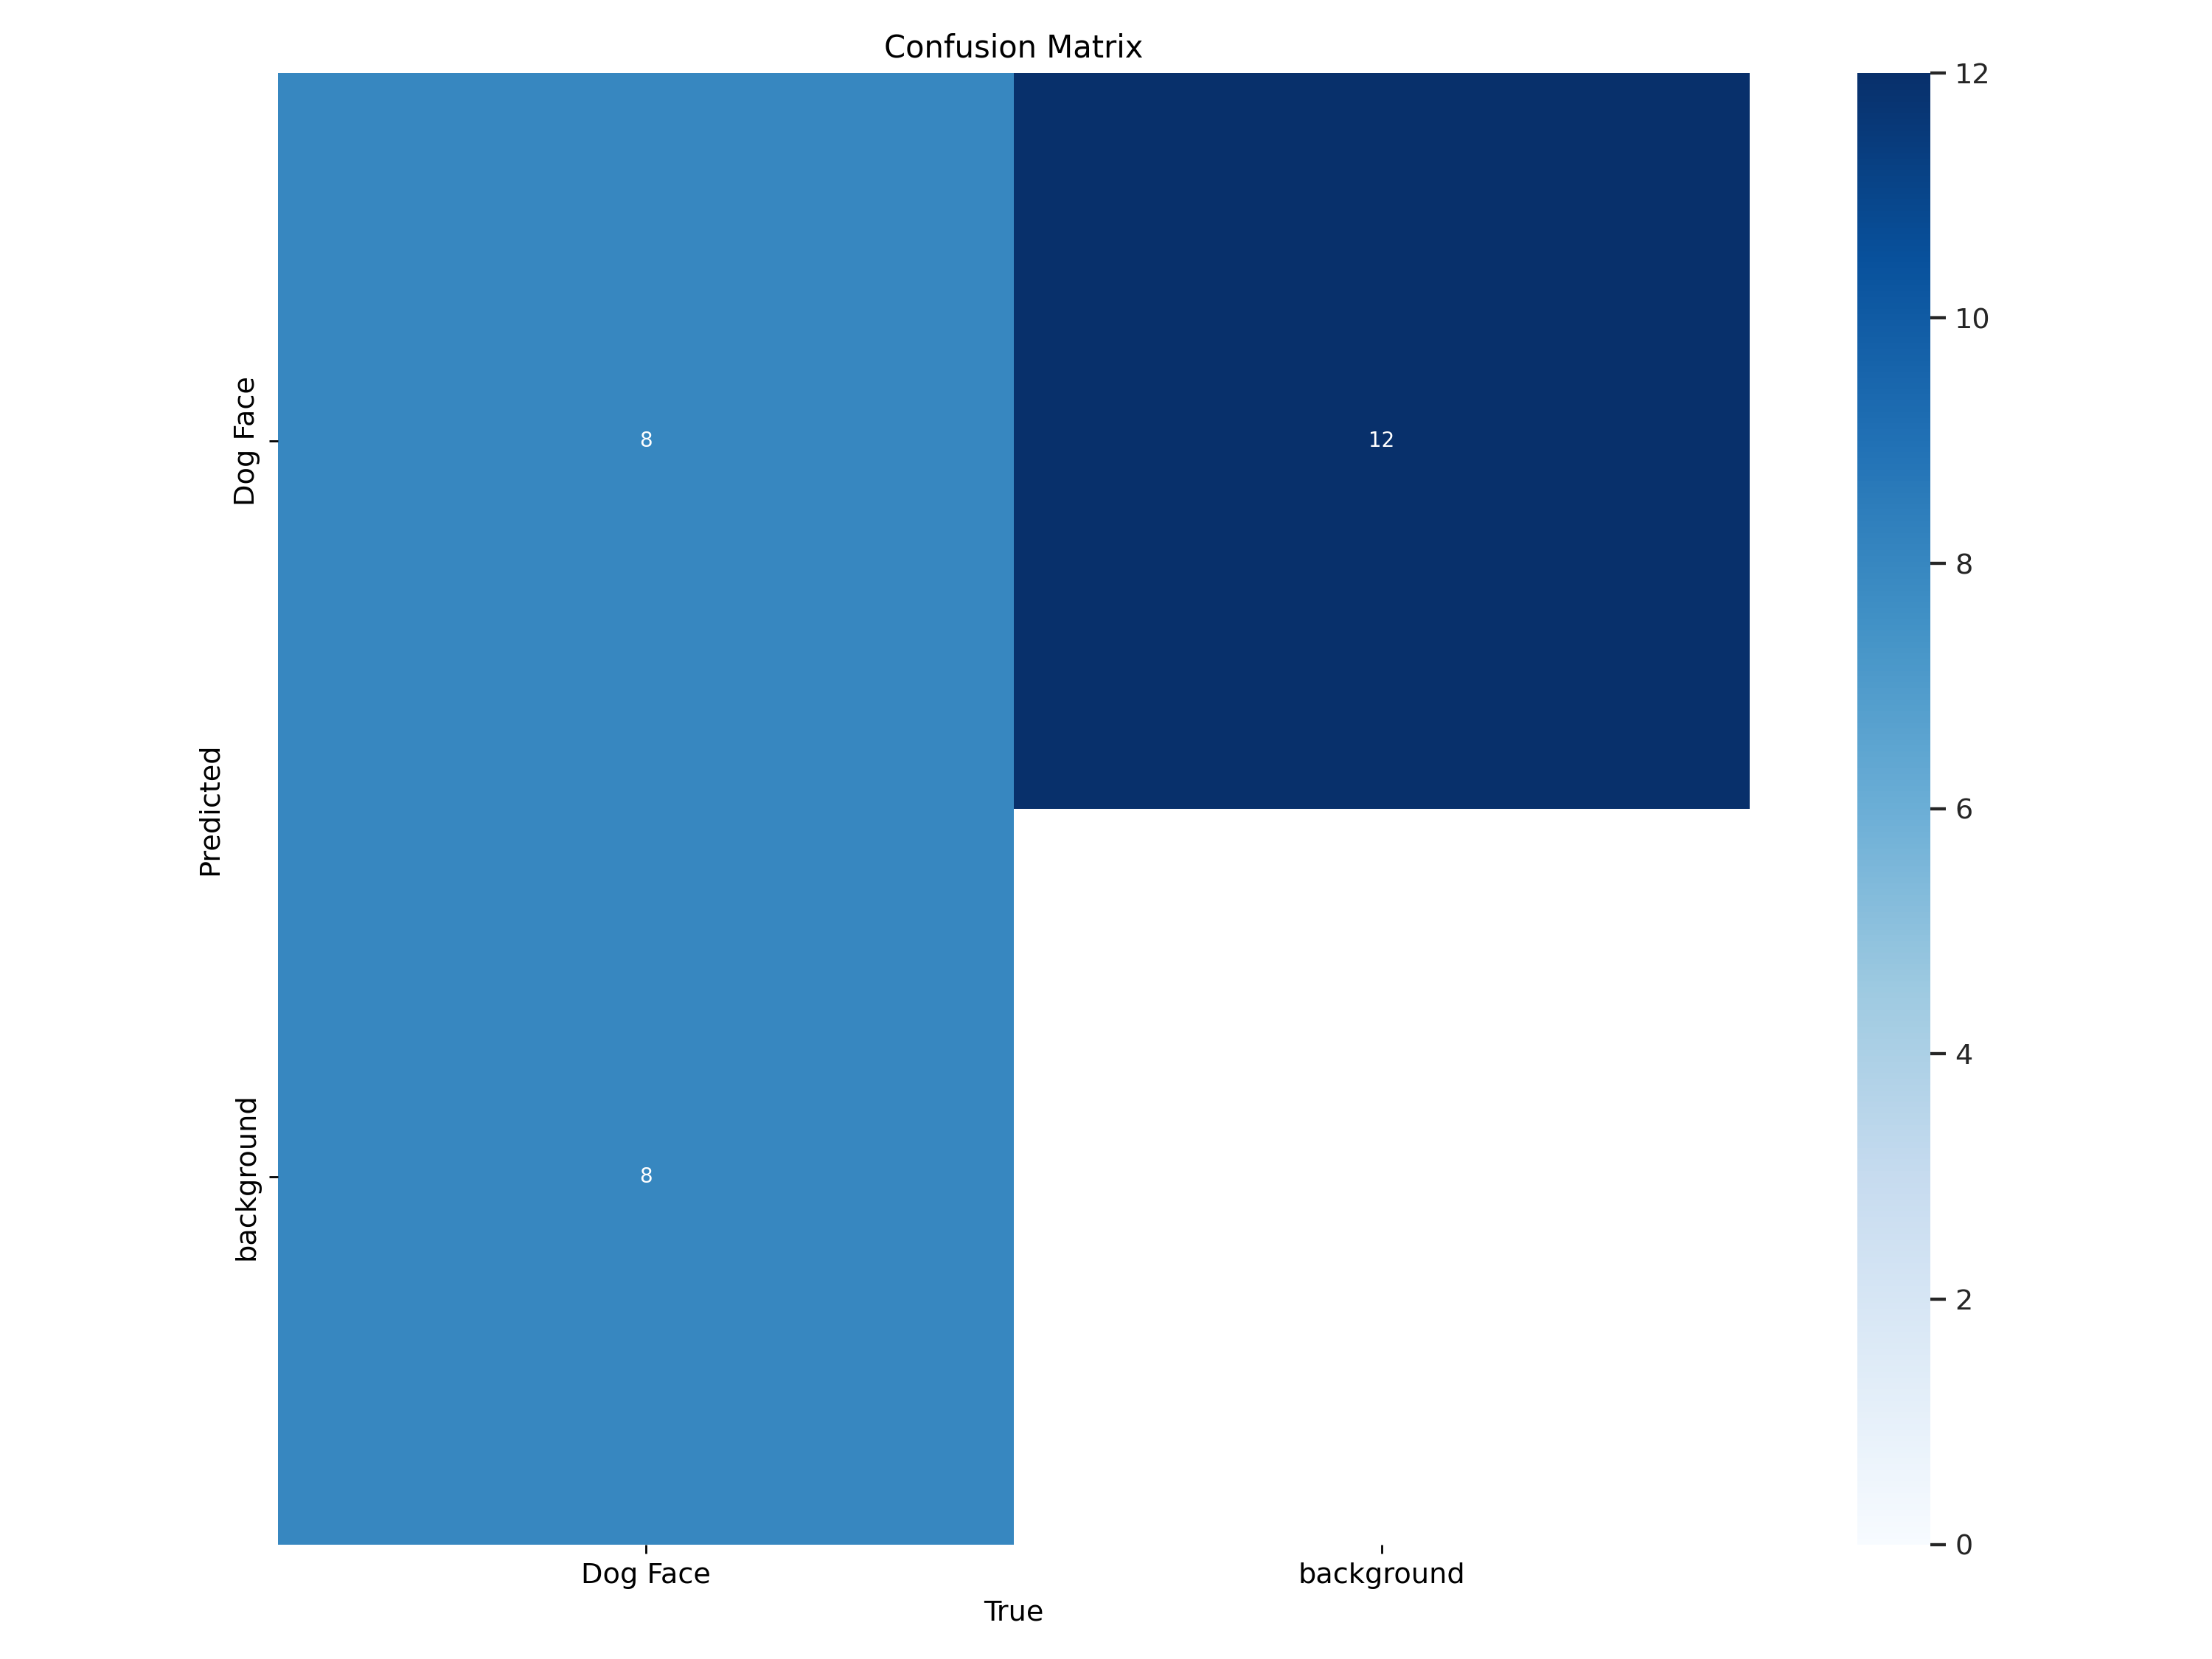 Confusion Matrix
Dog Face
background
Predicted
8
12
8
Dog Face
background
True
12
10
8
6
4
2
0